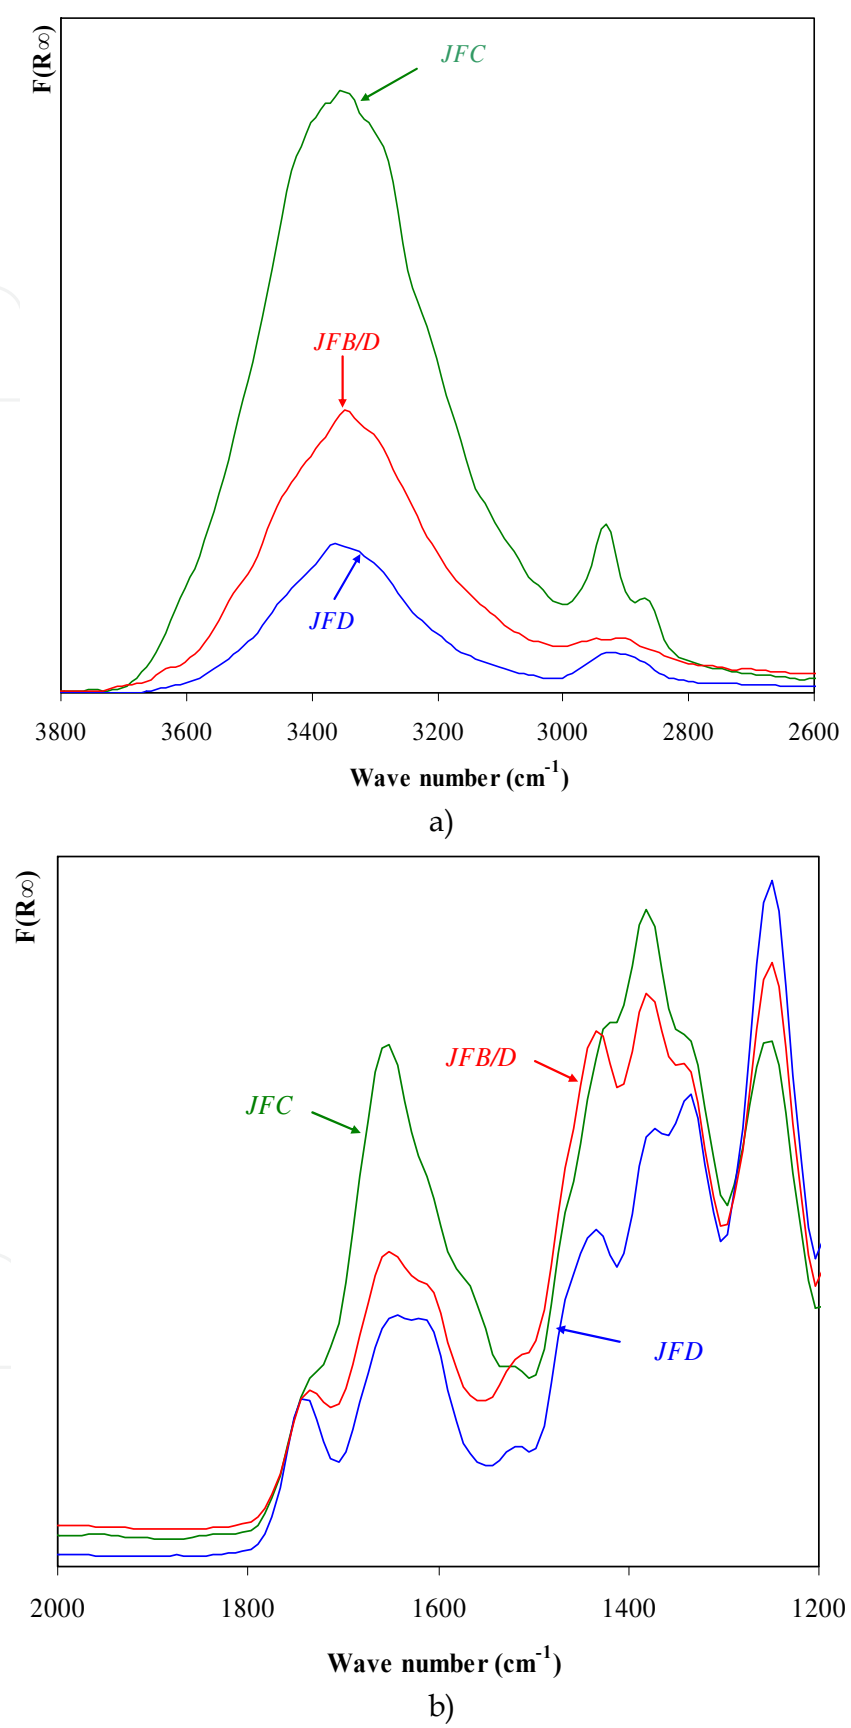 F(R∞)
JFC
JFB/D
JFD
3800 3600 3400 3200 3000 2800 2600
Wave number (cm-1)
a)
F(R∞)
JFB/D
JFC
JFD
2000 1800 1600 1400 1200
Wave number (cm-1)
b)